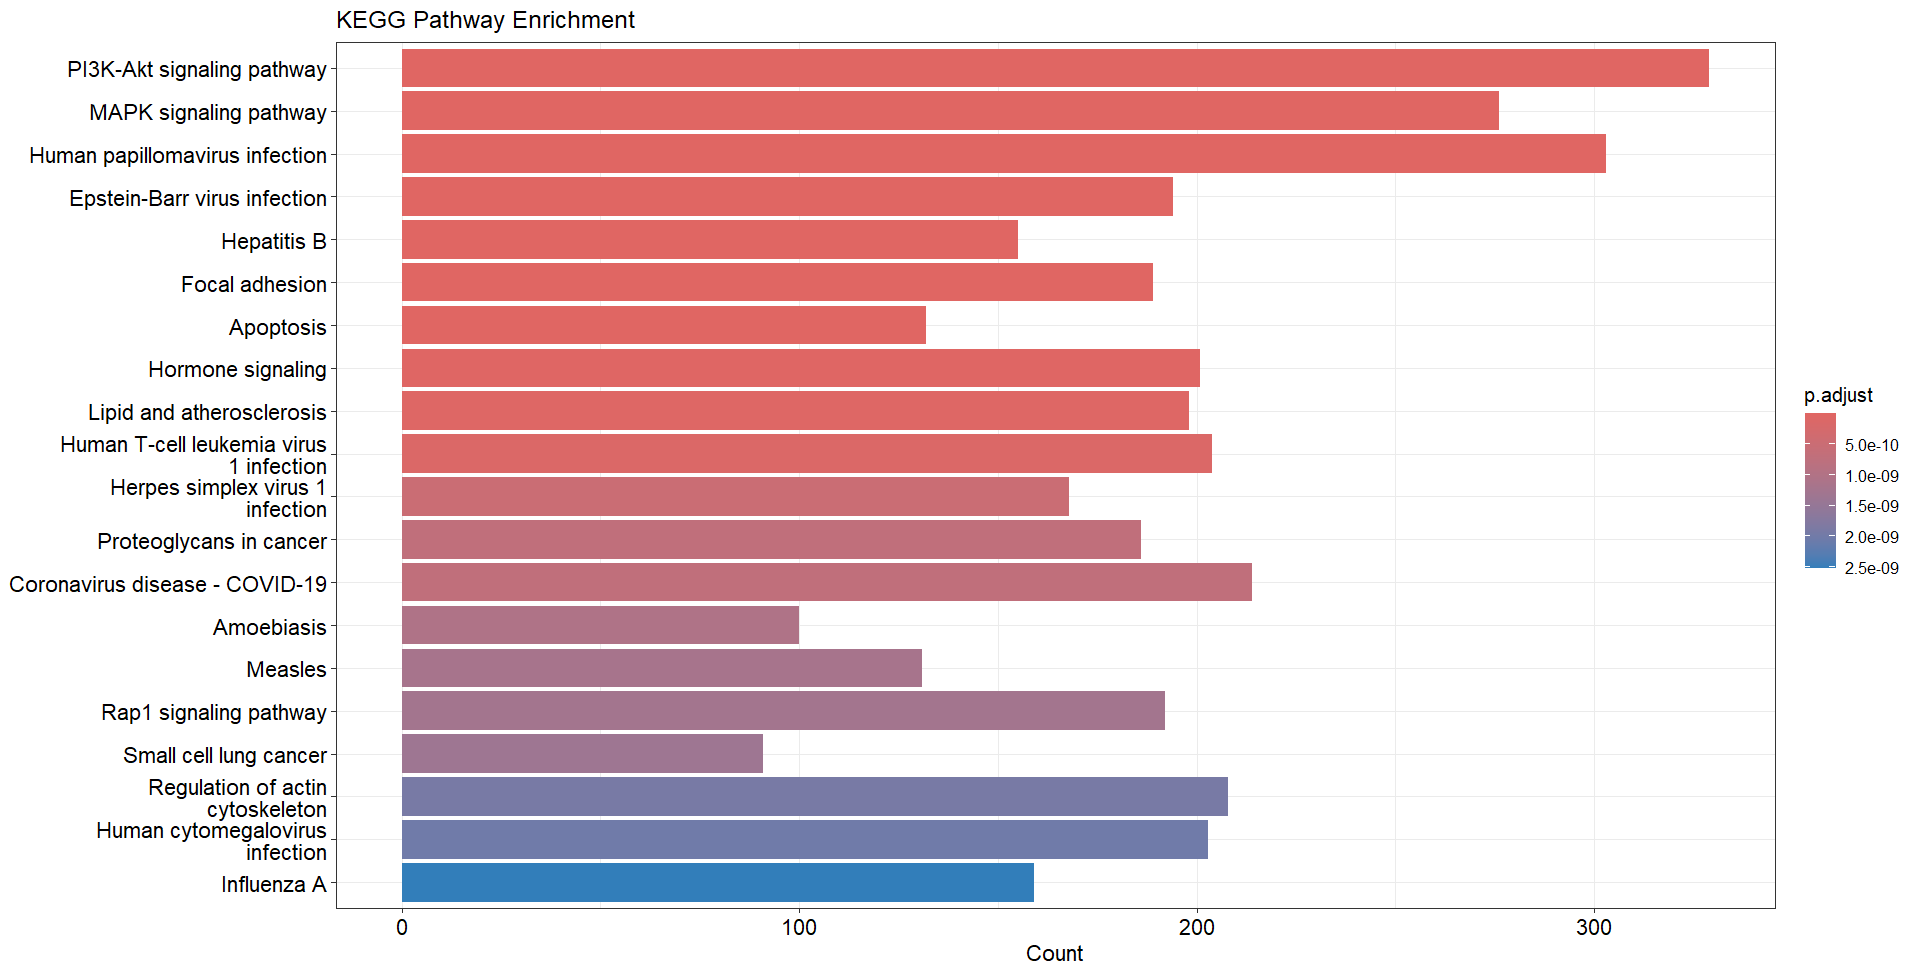 KEGG Pathway Enrichment
PI3K-Akt signaling pathway
MAPK signaling pathway
Human papillomavirus infection
Epstein-Barr virus infection
Hepatitis B
Focal adhesion
Apoptosis
Hormone signaling
Lipid and atherosclerosis
Human T-cell leukemia virus
1 infection
Herpes simplex virus 1
infection
Proteoglycans in cancer
Coronavirus disease - COVID-19
Amoebiasis
Measles
Rap1 signaling pathway
Small cell lung cancer
Regulation of actin
cytoskeleton
Human cytomegalovirus
infection
Influenza A
0 100 200 300
Count
p.adjust
5.0e-10
1.0e-09
1.5e-09
2.0e-09
2.5e-09